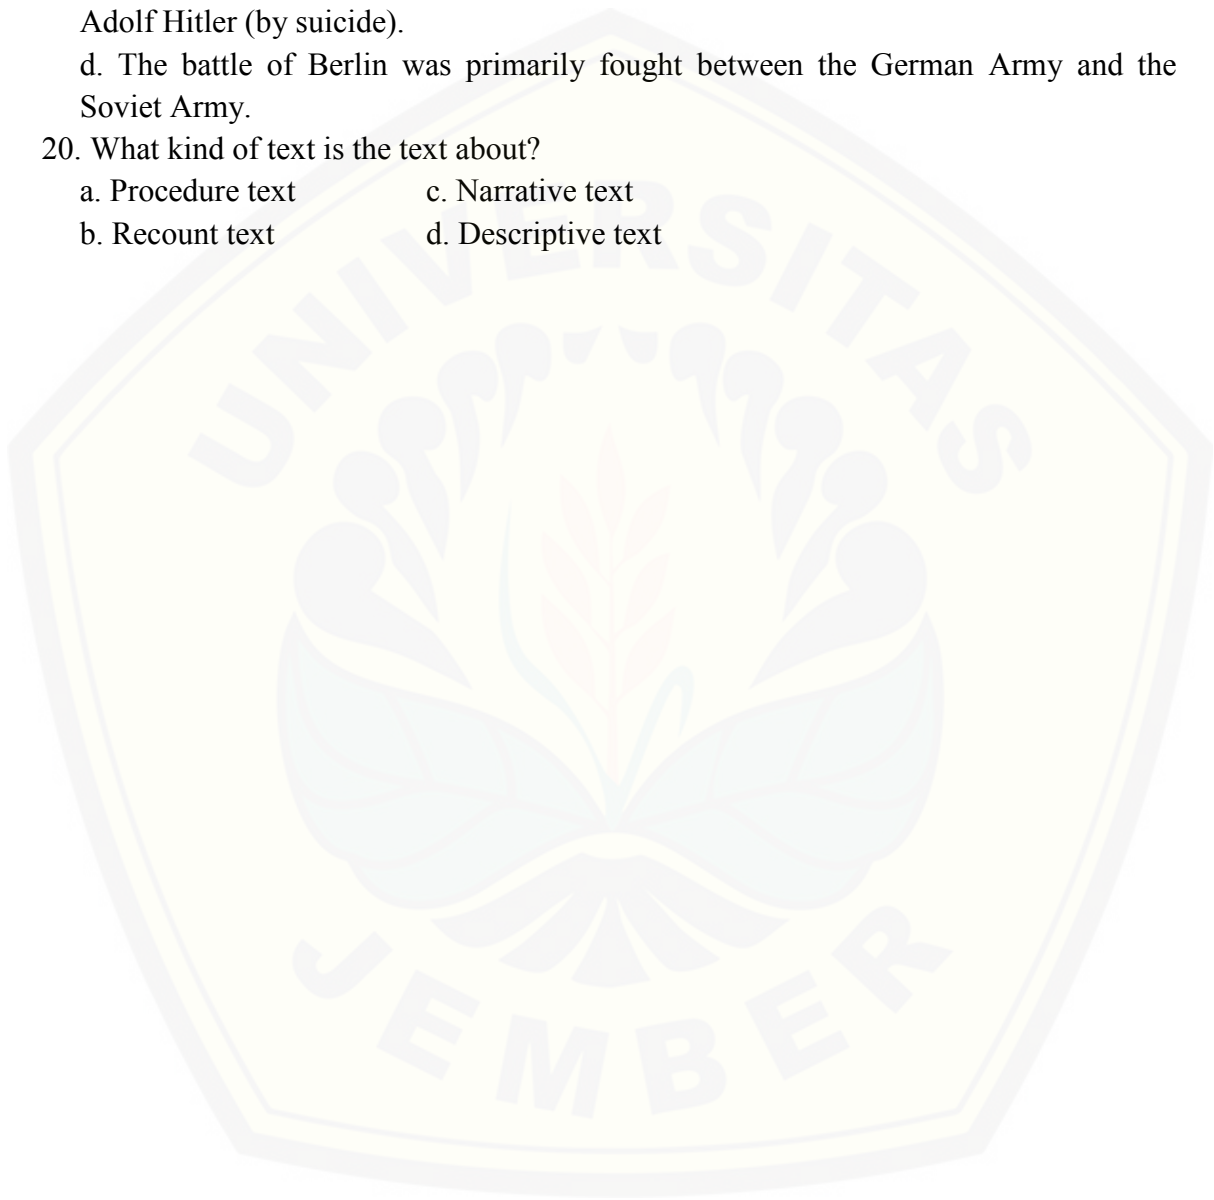 Adolf Hitler (by suicide).
d. The battle of Berlin was primarily fought between the German Army and the
Soviet Army.
20. What kind of text is the text about?
a. Procedure text c. Narrative text
b. Recount text d. Descriptive text
UNIVERSITAS
JEMBER